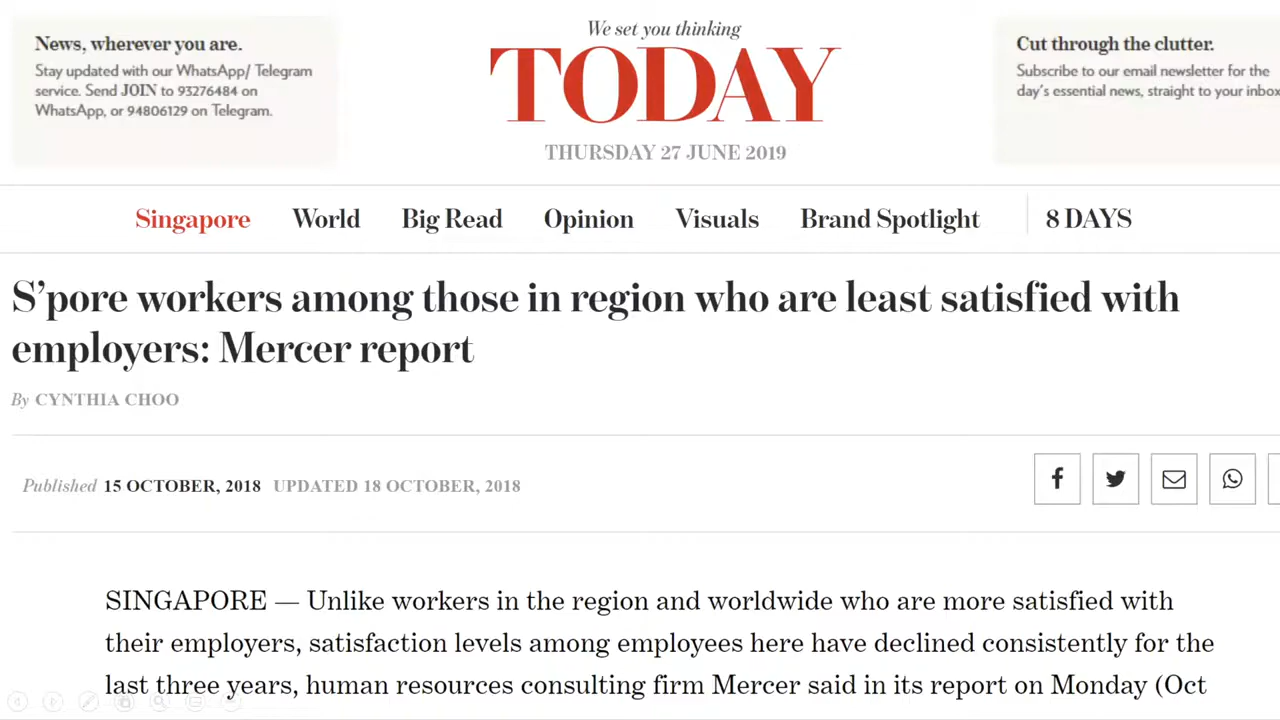 We set you thinking
News, wherever you are.
Stay updated with our WhatsApp/ Telegram
service. Send JOIN to 93276484 on
WhatsApp, or 94806129 on Telegram.
TODAY
Cut through the clutter.
Subscribe to our email newsletter for the
day's essential news, straight to your inbox
THURSDAY 27 JUNE 2019
Singapore World Big Read Opinion Visuals Brand Spotlight 8 DAYS
S'pore workers among those in region who are least satisfied with
employers: Mercer report
By CYNTHIA CHOO
Published 15 OCTOBER, 2018 UPDATED 18 OCTOBER, 2018
SINGAPORE — Unlike workers in the region and worldwide who are more satisfied with
their employers, satisfaction levels among employees here have declined consistently for the
last three years, human resources consulting firm Mercer said in its report on Monday (Oct